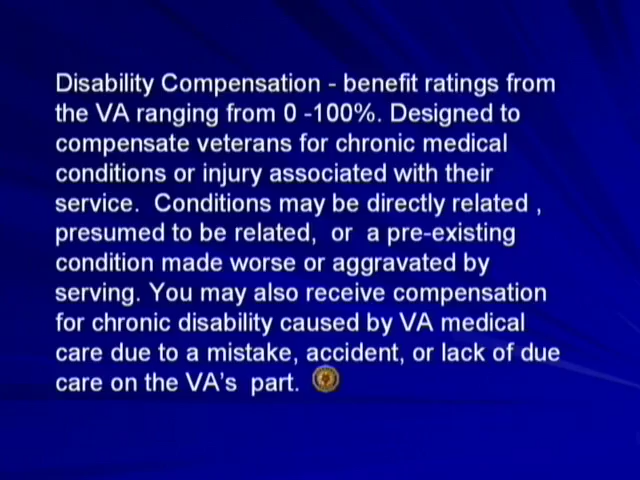 Disability Compensation - benefit ratings from
the VA ranging from 0 -100%. Designed to
compensate veterans for chronic medical
conditions or injury associated with their
service.  Conditions may be directly related ,
presumed to be related,  or  a pre-existing
condition made worse or aggravated by
serving. You may also receive compensation
for chronic disability caused by VA medical
care due to a mistake, accident, or lack of due
care on the VA's  part.